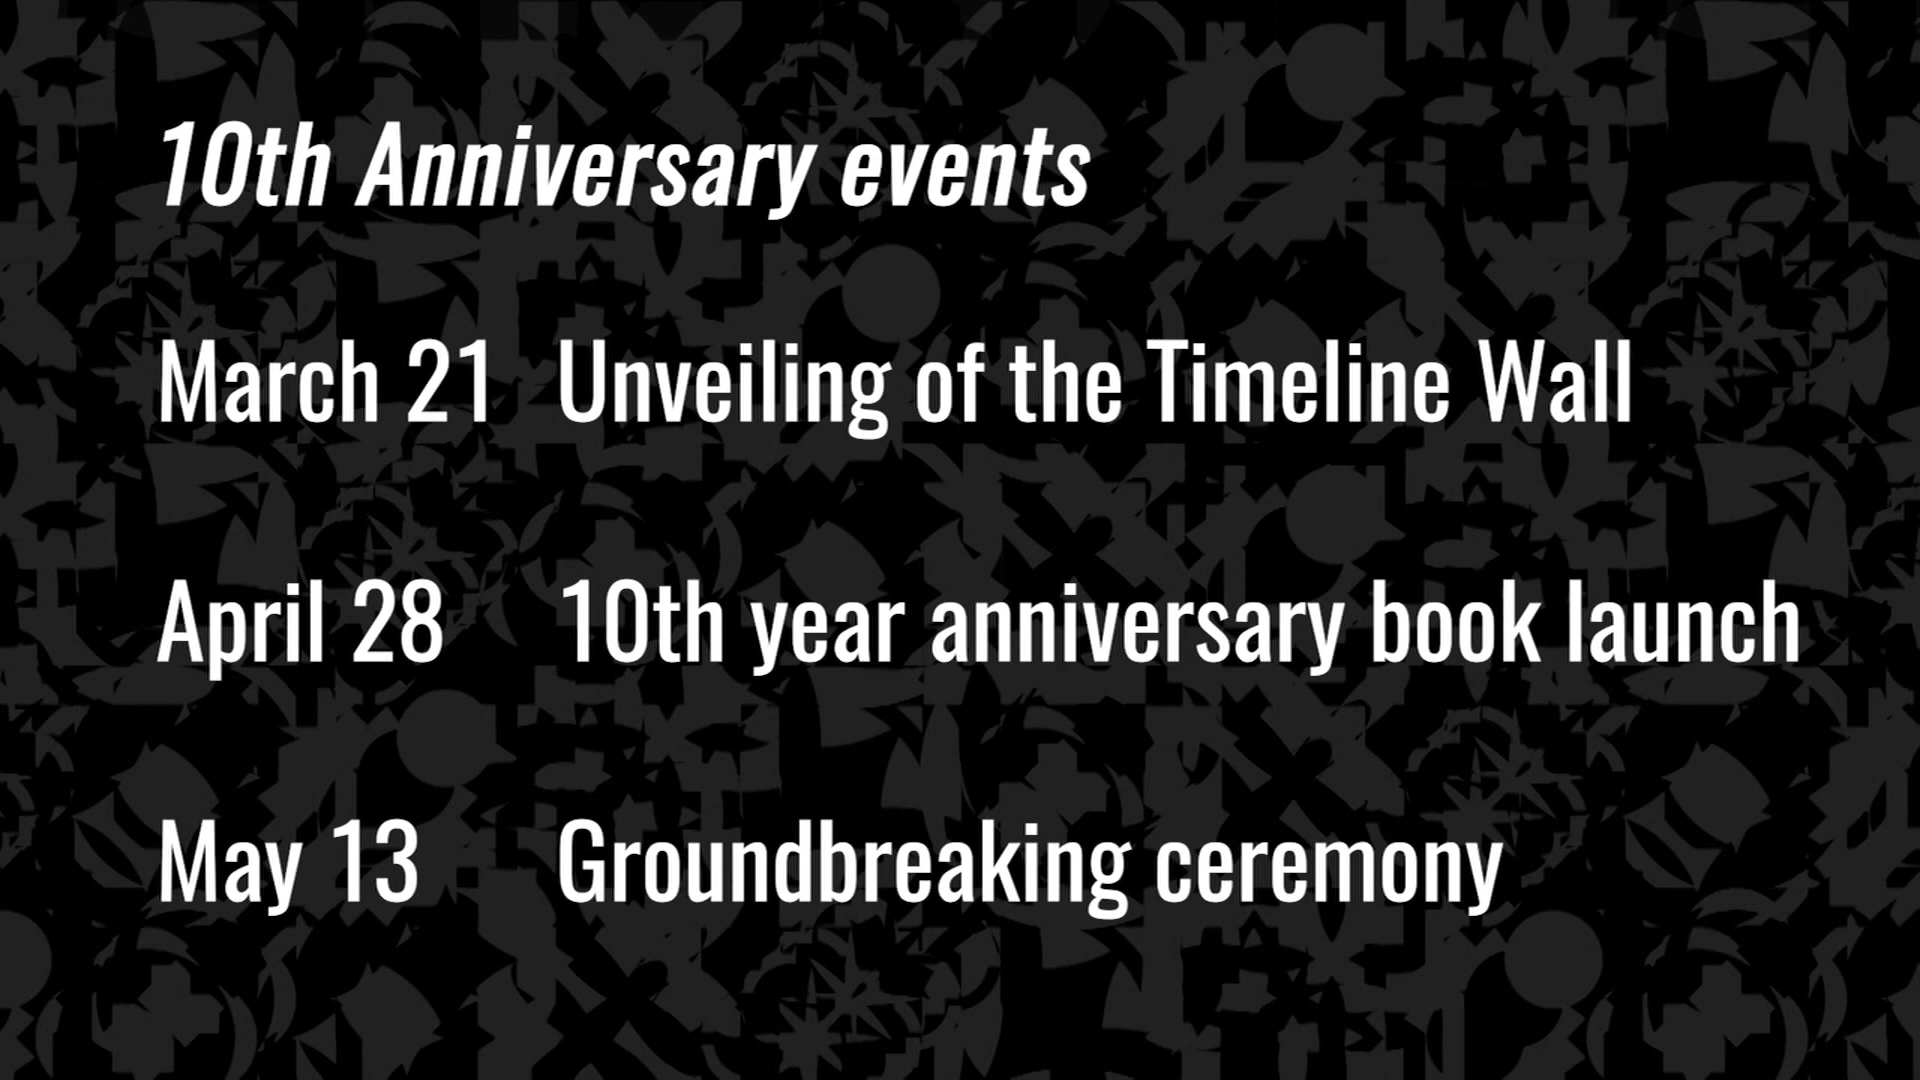 10th Anniversary events
March 21 Unveiling of the Timeline Wall
April 28 10th year anniversary book launch
May 13 Groundbreaking ceremony